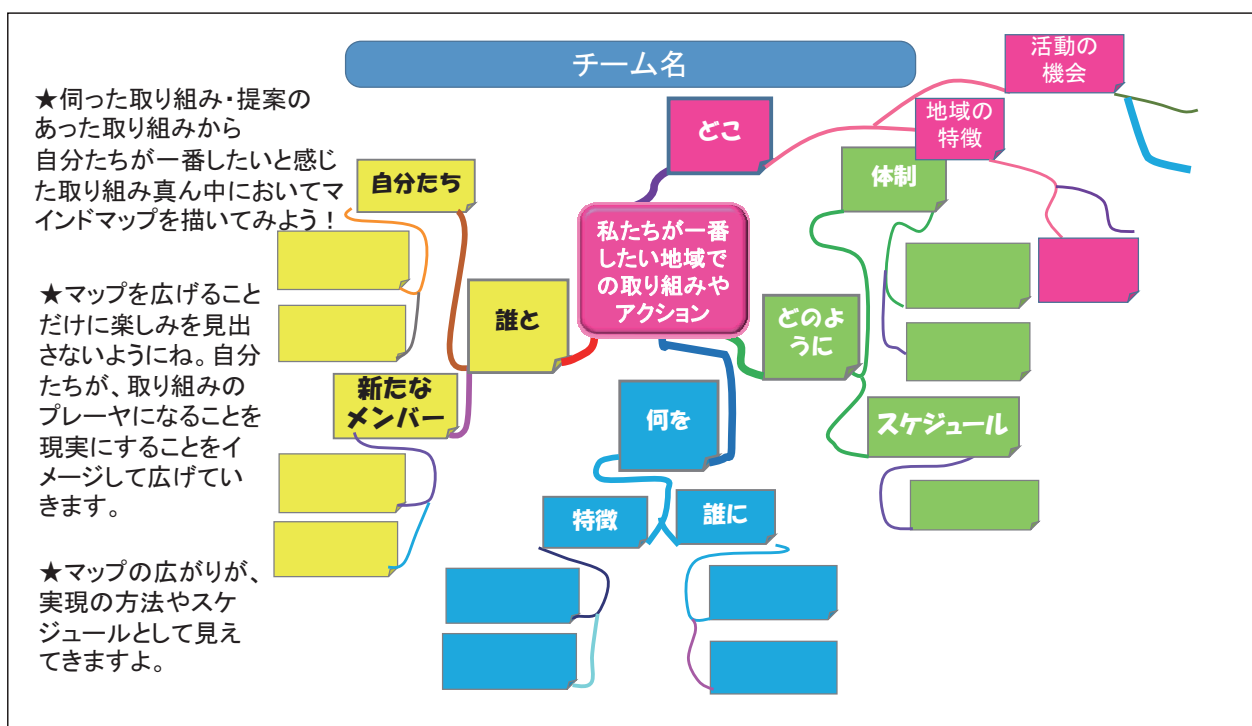 チーム名
★伺った取り組み・提案の
あった取り組みから
自分たちが一番したいと感じ
た取り組み真ん中においてマ
インドマップを描いてみよう！
★マップを広げること
だけに楽しみを見出
さないようにね。自分
たちが、取り組みの
プレーヤになることを
現実にすることをイ
メージして広げてい
きます。
★マップの広がりが、
実現の方法やスケ
ジュールとして見え
てきますよ。
私たちが一番
したい地域で
の取り組みや
アクション
どこ
活動の
機会
地域の
特徴
体制
どのよ
うに
スケジュール
何を
特徴
誰に
誰と
自分たち
新たな
メンバー